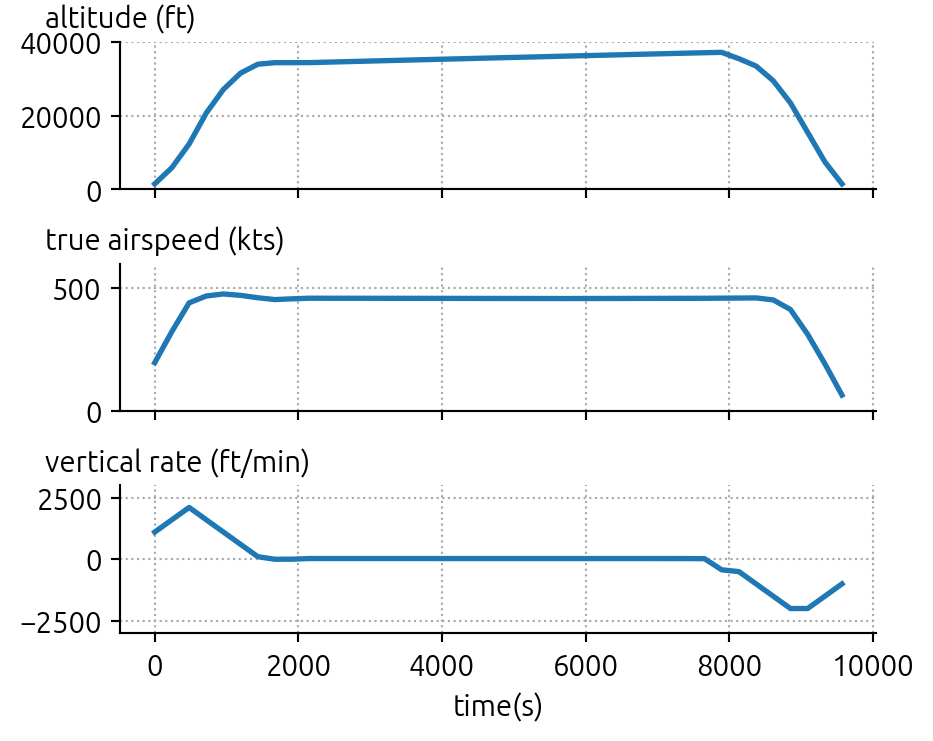 altitude (ft)
40000
20000
0
true airspeed (kts)
500
0
vertical rate (ft/min)
2500
0
−2500
0 2000 4000 6000 8000 10000
time(s)